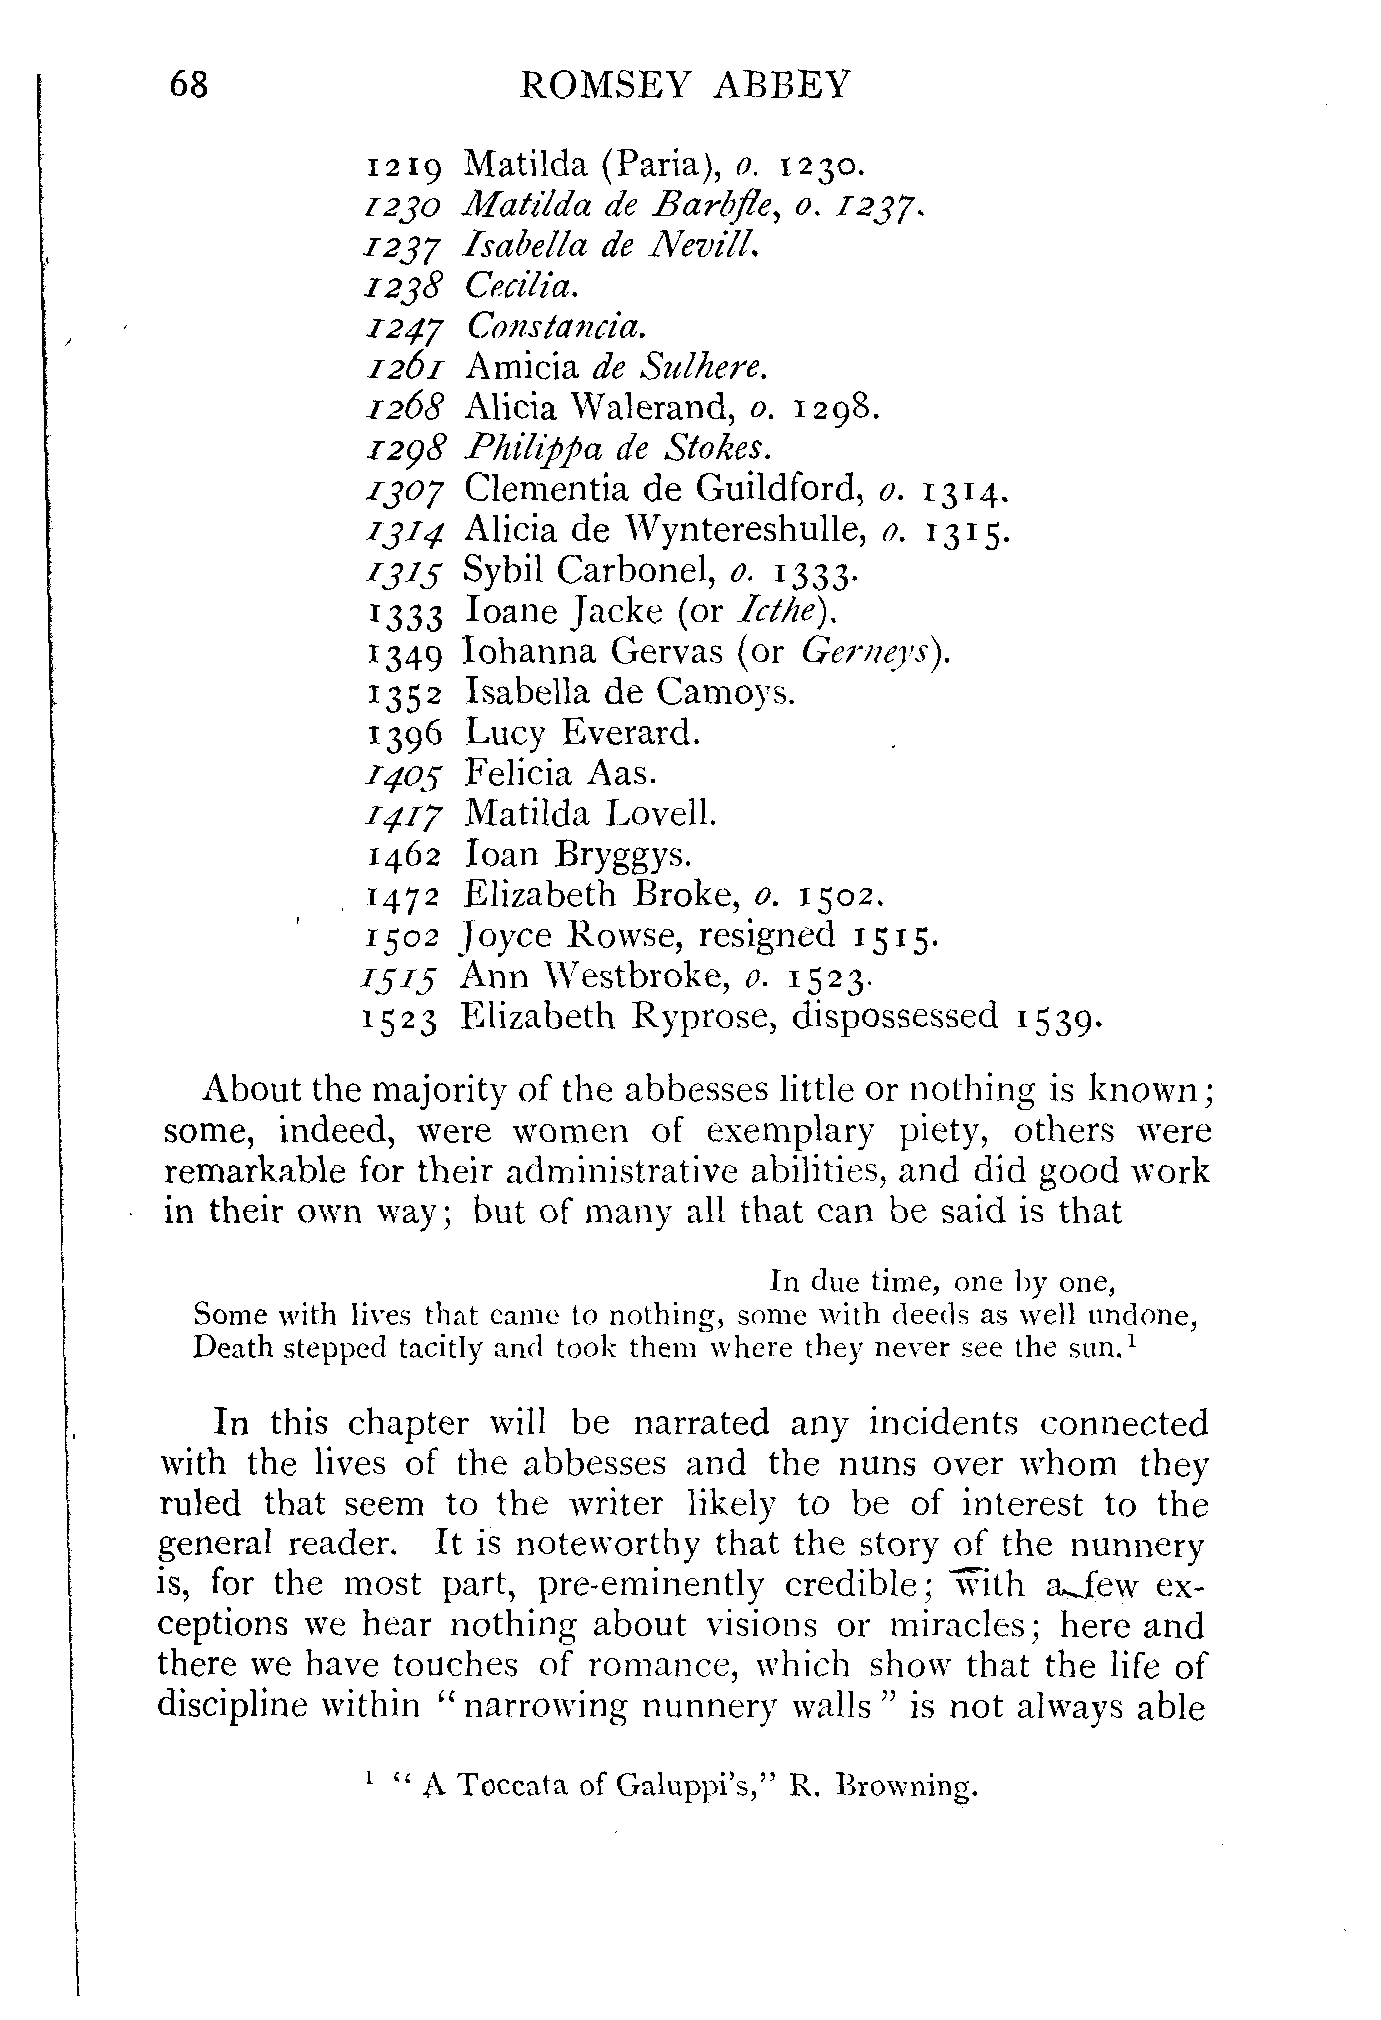 68 ROMSEY ABBEY
1219 Matilda (Paria), o. 1230.
1230 Matilda de Barbfle, o. 1237.
1237 Isabella de Nevill.
1238 Cecilia.
1247 Constancia.
1261 Amicia de Sulhere.
1268 Alicia Walerand, o. 1298.
1298 Philippa de Stokes.
1307 Clementia de Guildford, o. 1314.
1314 Alicia de Wyntereshulle, o. 1315.
1315 Sybil Carbonel, o. 1333.
1333 Ioane Jacke (or Icthe).
1349 Iohanna Gervas (or Gerneys).
1352 Isabella de Camoys.
1396 Lucy Everard.
1405 Felicia Aas.
1417 Matilda Lovell.
1462 Ioan Bryggys.
1472 Elizabeth Broke, o. 1502.
1502 Joyce Rowse, resigned 1515.
1515 Ann Westbroke, o. 1523.
1523 Elizabeth Ryprose, dispossessed 1539.
About the majority of the abbesses little or nothing is known;
some, indeed, were women of exemplary piety, others were
remarkable for their administrative abilities, and did good work
in their own way; but of many all that can be said is that
In due time, one by one,
Some with lives that came to nothing, some with deeds as well undone,
Death stepped tacitly and took them where they never see the sun.¹
In this chapter will be narrated any incidents connected
with the lives of the abbesses and the nuns over whom they
ruled that seem to the writer likely to be of interest to the
general reader. It is noteworthy that the story of the nunnery
is, for the most part, pre-eminently credible; with a few ex-
ceptions we hear nothing about visions or miracles; here and
there we have touches of romance, which show that the life of
discipline within "narrowing nunnery walls" is not always able
¹ "A Toccata of Galuppi's," R. Browning.